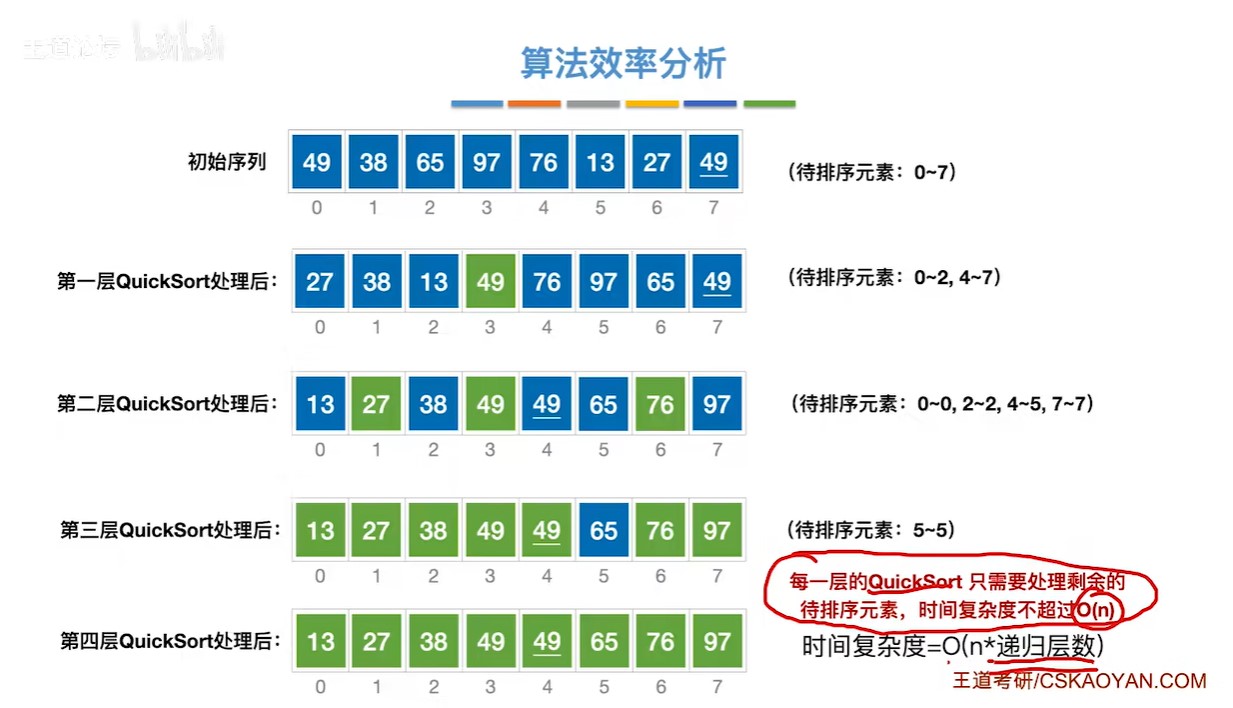 王道论坛 bilibili
算法效率分析
初始序列 49 38 65 97 76 13 27 49 (待排序元素：0~7)
0 1 2 3 4 5 6 7
第一层QuickSort处理后： 27 38 13 49 76 97 65 49 (待排序元素：0~2, 4~7)
0 1 2 3 4 5 6 7
第二层QuickSort处理后： 13 27 38 49 49 65 76 97 (待排序元素：0~0, 2~2, 4~5, 7~7)
0 1 2 3 4 5 6 7
第三层QuickSort处理后： 13 27 38 49 49 65 76 97 (待排序元素：5~5)
0 1 2 3 4 5 6 7
每一层的QuickSort 只需要处理剩余的
待排序元素，时间复杂度不超过O(n)
第四层QuickSort处理后： 13 27 38 49 49 65 76 97 时间复杂度=O(n*递归层数)
0 1 2 3 4 5 6 7
王道考研/CSKAOYAN.COM